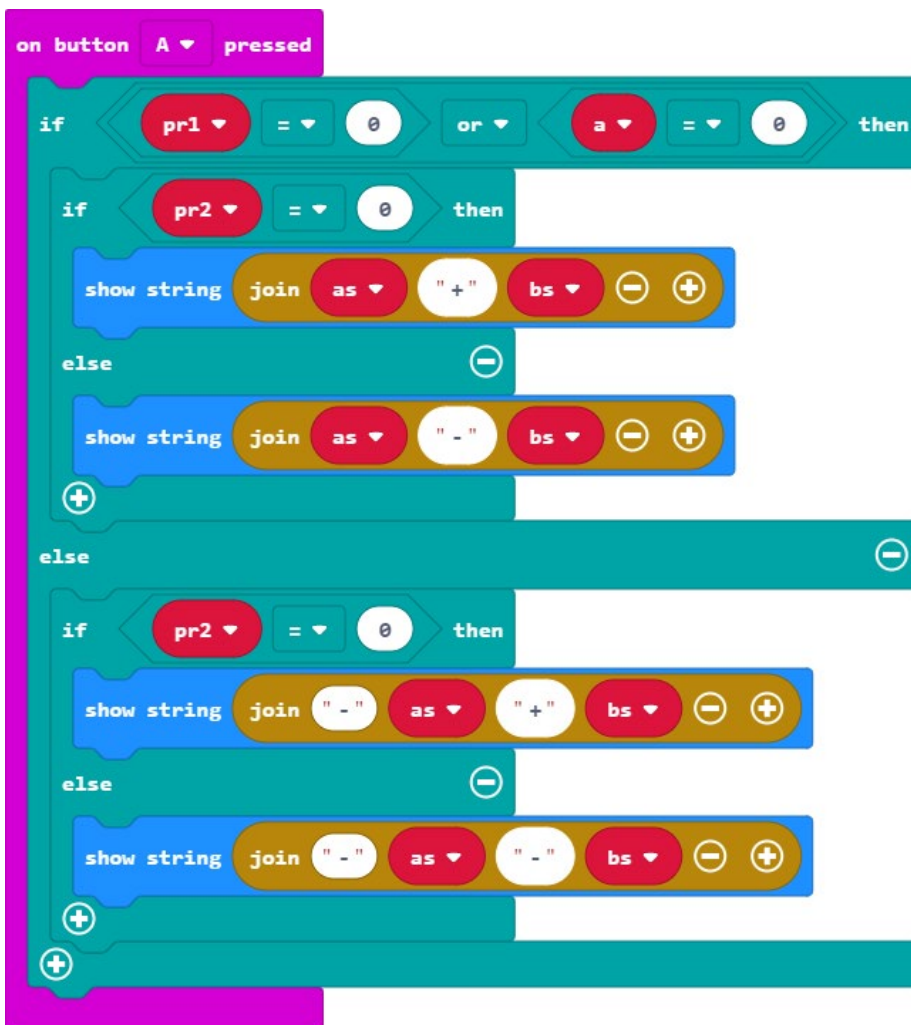 on button A pressed
if pr1 = 0 or a = 0 then
if pr2 = 0 then
show string join as "+" bs
else
show string join as "-" bs
else
if pr2 = 0 then
show string join "-" as "+" bs
else
show string join "-" as "-" bs